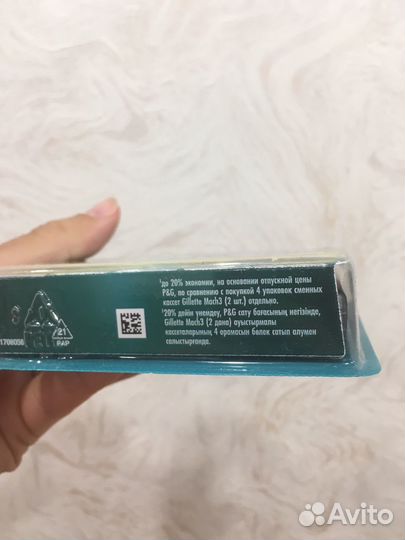 ¹до 20% экономии, на основании отпускной цены
P&G, по сравнению с покупкой 4 упаковок сменных
кассет Gillette Mach3 (2 шт.) отдельно.
¹20% дейін үнемдеу, P&G сату бағасының негізінде,
Gillette Mach3 (2 дана) ауыстырмалы
кассеталарының 4 орамасын бөлек сатып алумен
салыстырғанда.
21
PAP
Avito